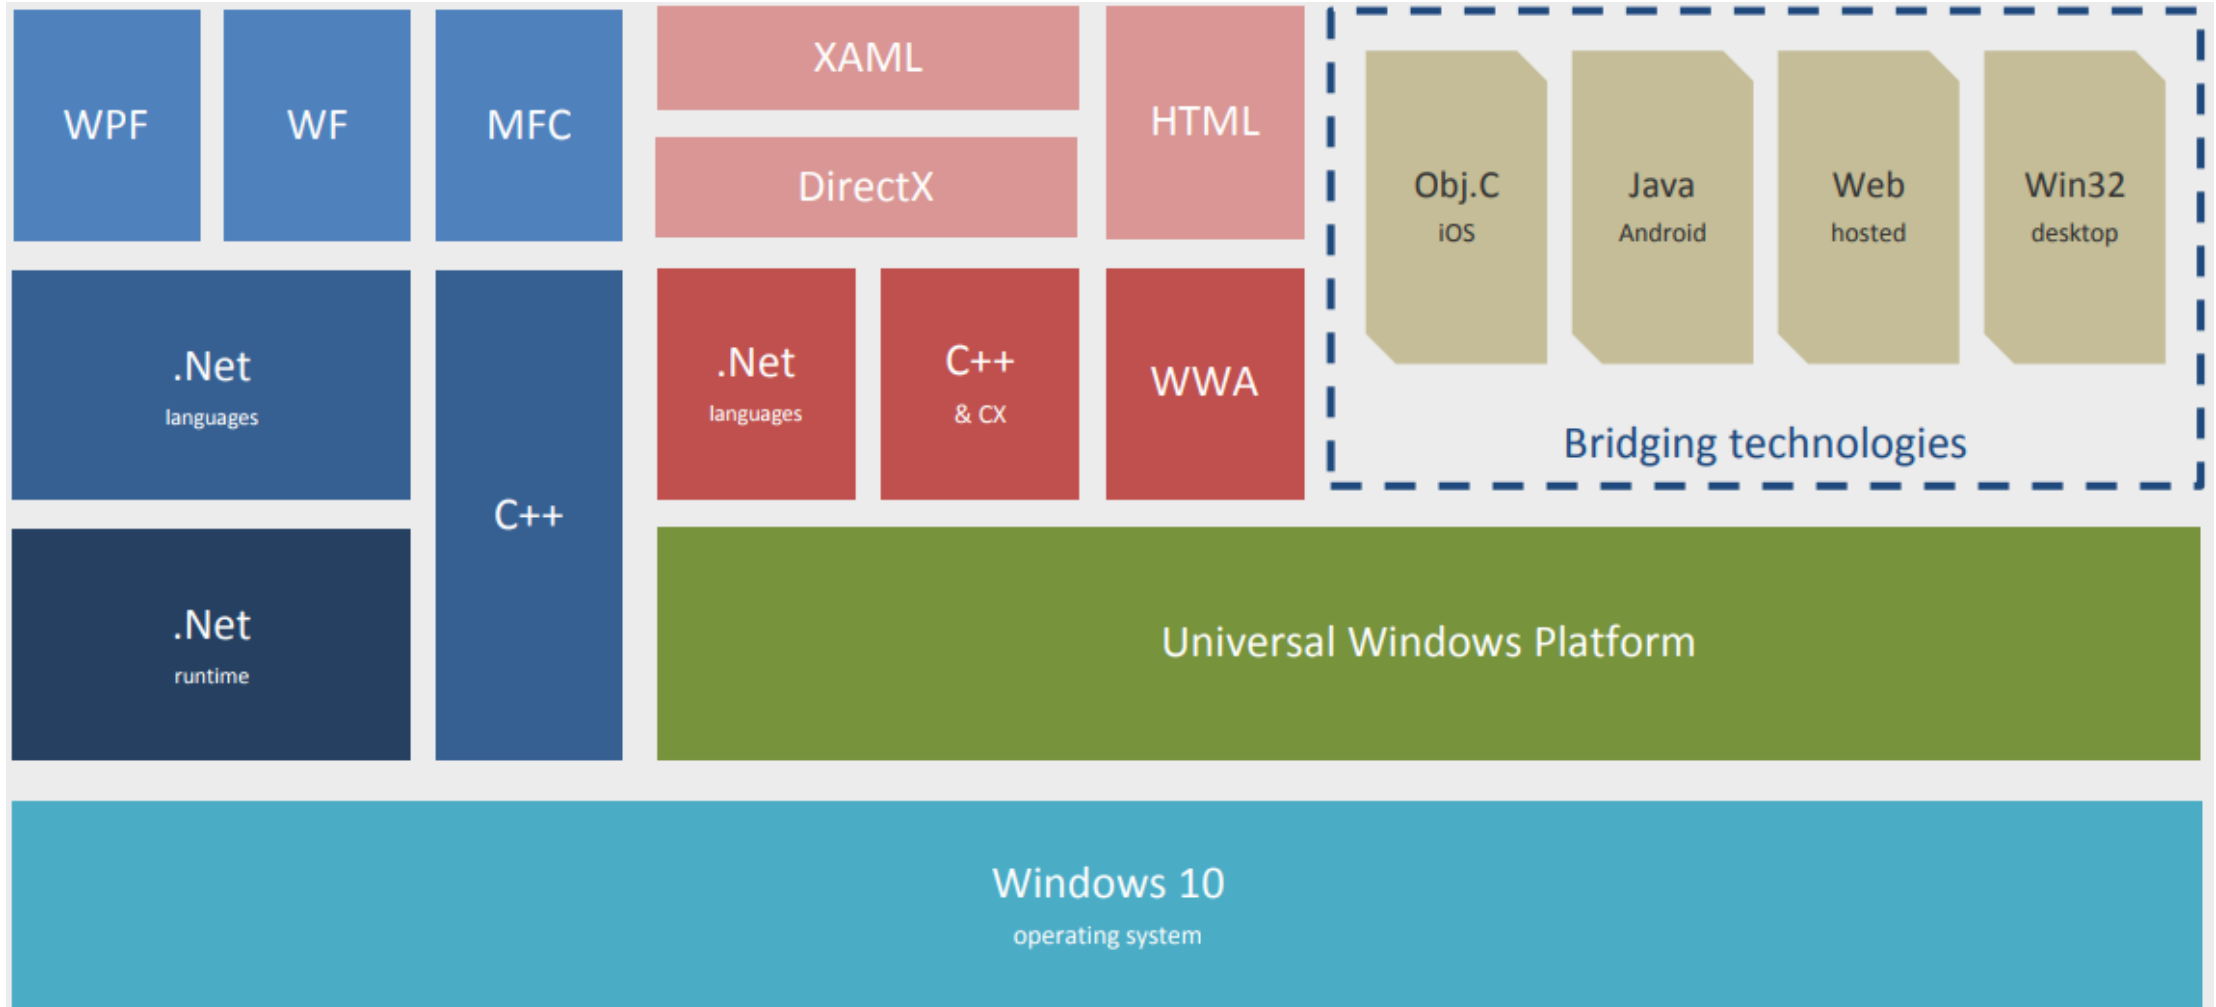 WPF
WF
MFC
XAML
DirectX
HTML
Obj.C
iOS
Java
Android
Web
hosted
Win32
desktop
Bridging technologies
.Net
languages
C++
.Net
languages
C++
& CX
WWA
.Net
runtime
Universal Windows Platform
Windows 10
operating system